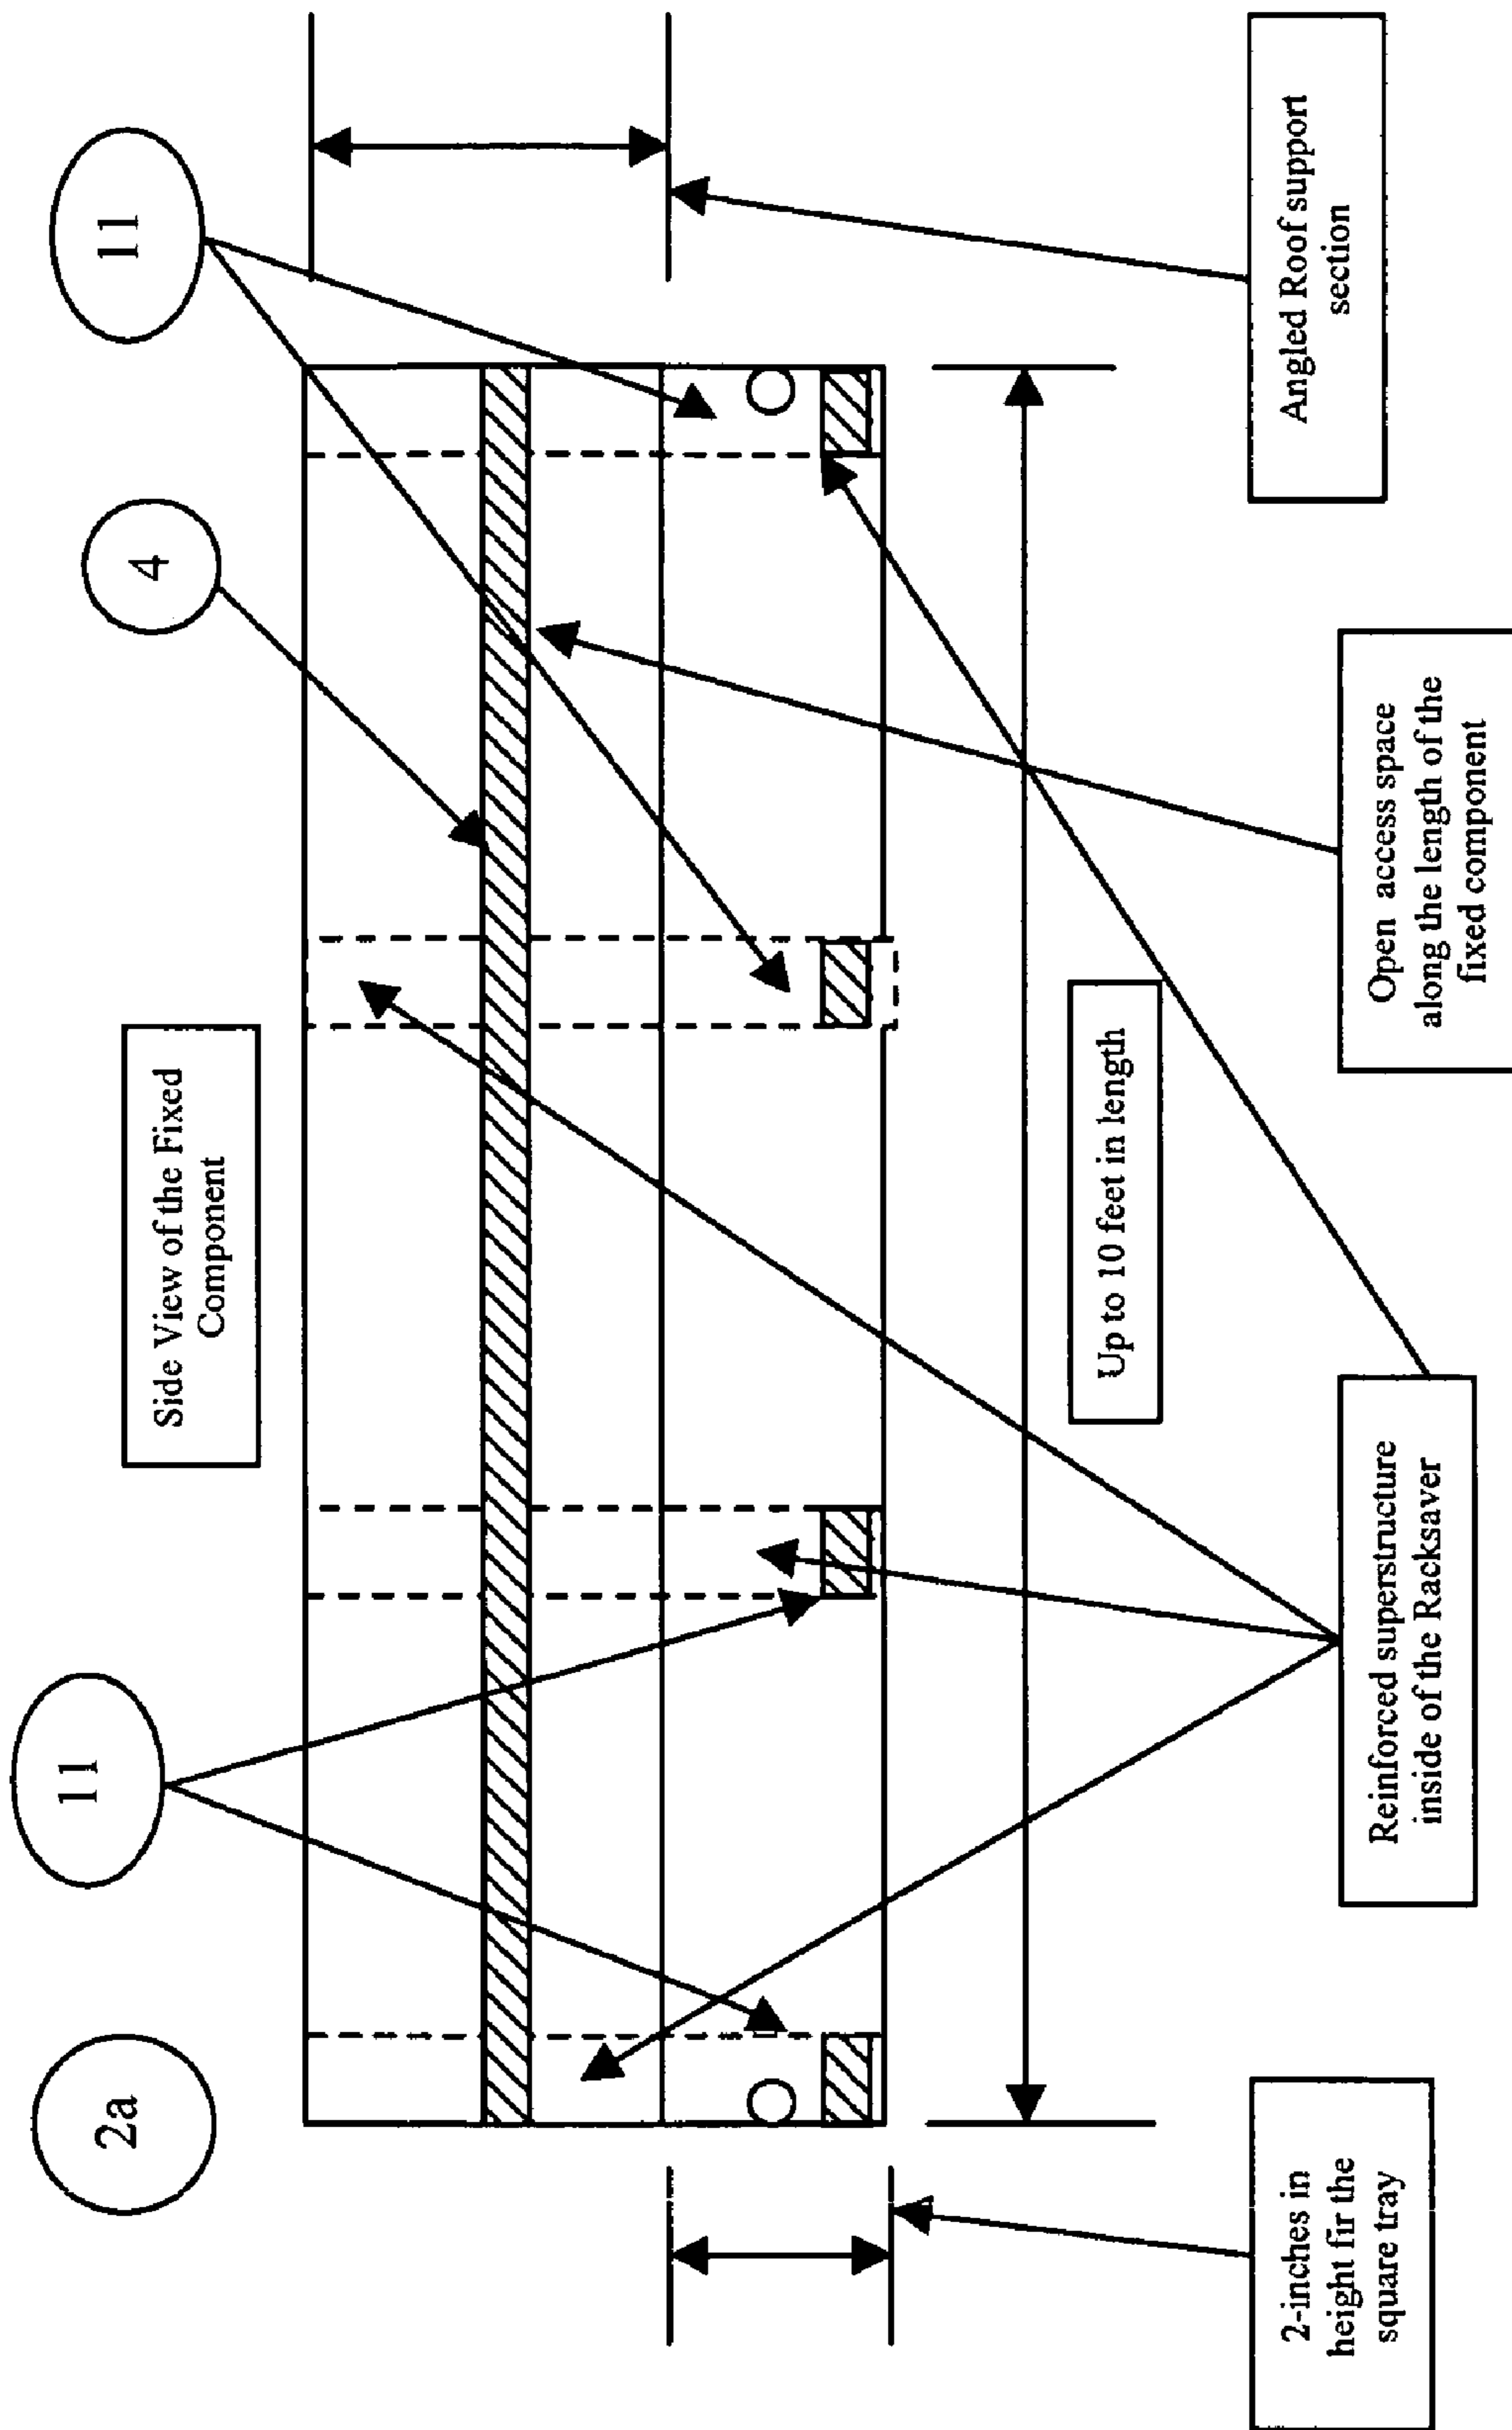 2a
11
Side View of the Fixed
Component
4
11
Up to 10 feet in length
2-inches in
height fir the
square tray
Reinforced superstructure
inside of the Racksaver
Open access space
along the length of the
fixed component
Angled Roof support
section